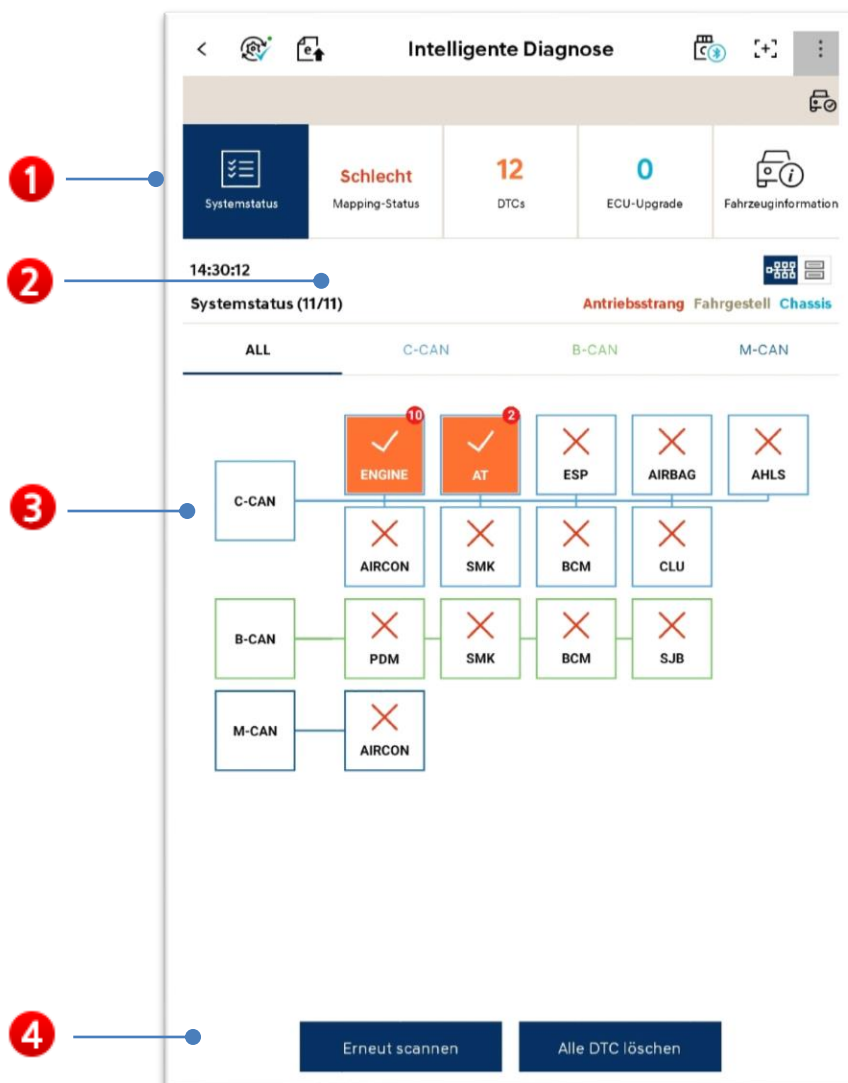 Intelligente Diagnose
1
Schlecht 12 0
Systemstatus Mapping-Status DTCs ECU-Upgrade Fahrzeuginformation
2
14:30:12
Systemstatus (11/11) Antriebsstrang Fahrgestell Chassis
ALL C-CAN B-CAN M-CAN
10 2
ENGINE AT ESP AIRBAG AHLS
3
C-CAN
AIRCON SMK BCM CLU
B-CAN
PDM SMK BCM SJB
M-CAN
AIRCON
4
Erneut scannen Alle DTC löschen